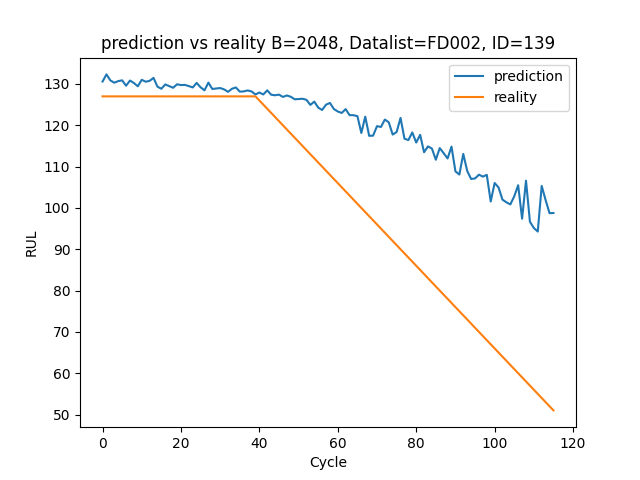 prediction vs reality B=2048, Datalist=FD002, ID=139
prediction
reality
RUL
130
120
110
100
90
80
70
60
50
0 20 40 60 80 100 120
Cycle